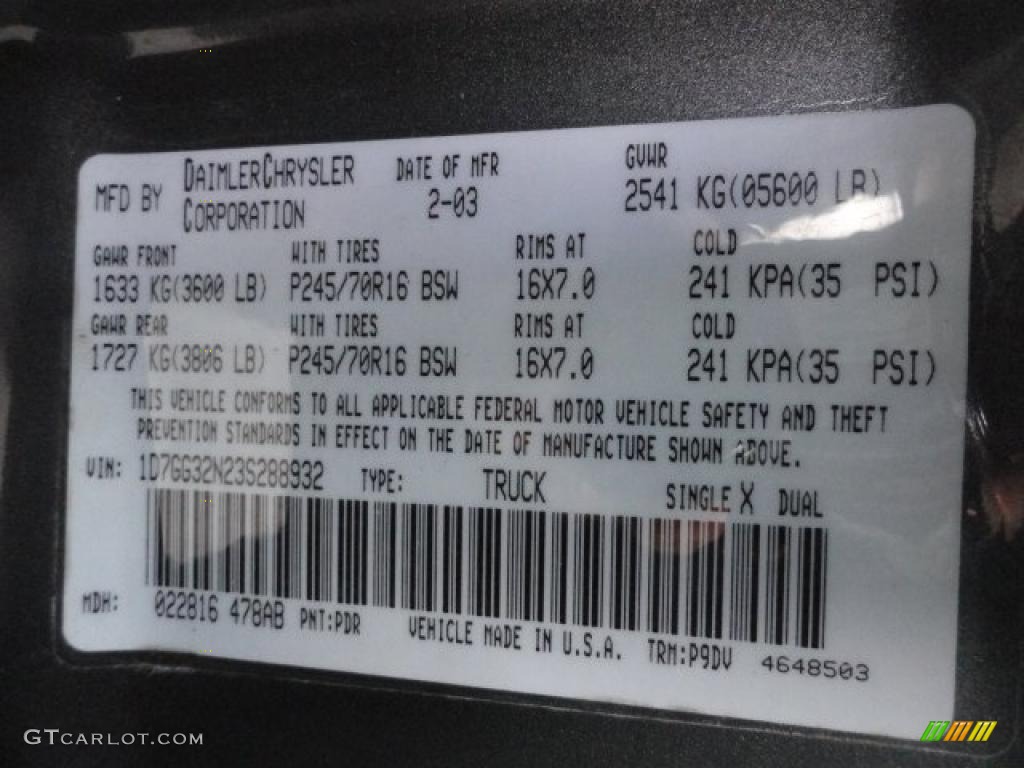 MFD BY DAIMLERCHRYSLER CORPORATION DATE OF MFR 2-03 GVWR 2541 KG(05600 LB)
GAWR FRONT WITH TIRES RIMS AT COLD
1633 KG(3600 LB) P245/70R16 BSW 16X7.0 241 KPA(35 PSI)
GAWR REAR WITH TIRES RIMS AT COLD
1727 KG(3806 LB) P245/70R16 BSW 16X7.0 241 KPA(35 PSI)
THIS VEHICLE CONFORMS TO ALL APPLICABLE FEDERAL MOTOR VEHICLE SAFETY AND THEFT
PREVENTION STANDARDS IN EFFECT ON THE DATE OF MANUFACTURE SHOWN ABOVE.
VIN: 1D7GG32N23S288932 TYPE: TRUCK SINGLE X DUAL
MDH: 022816 478AB PNT:PDR VEHICLE MADE IN U.S.A. TRM:P9DV 4648503
GTCARLOT.COM